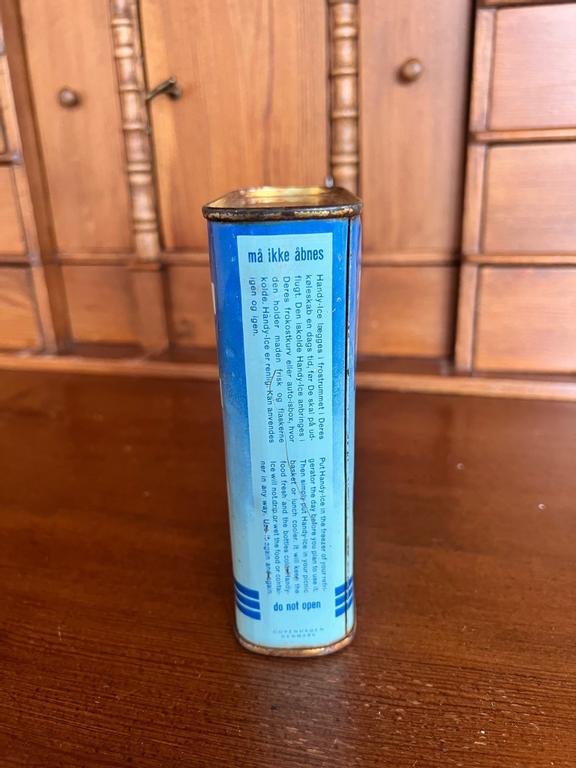 må ikke åbnes
Handy-Ice lægges i frostrummet i Deres
køleskab en dags tid, før De skal på ud-
flugt. Den iskolde Handy-Ice anbringes i
Deres frokostkurv eller auto-isbox, hvor
den holder maden frisk og flaskerne
kolde. Handy-Ice er renlig. Kan anvendes
igen og igen.
Put Handy-Ice in the freezer of your refri-
gerator the day before you plan to use it.
Then simply put Handy-Ice in your picnic
basket or lunch cooler. It will keep the
food fresh and the bottles cold. Handy-
Ice will not drip or wet the food or contai-
ner in any way. Use it again and again.
do not open
COPENHAGEN
DENMARK